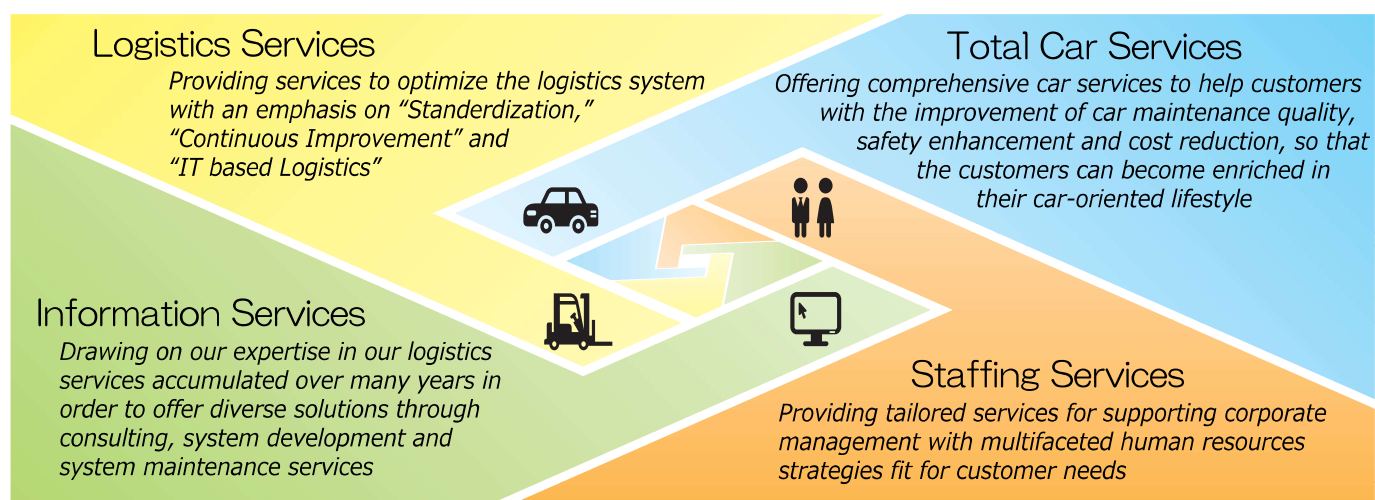 Logistics Services
Providing services to optimize the logistics system
with an emphasis on “Standerdization,”
“Continuous Improvement” and
“IT based Logistics”
Total Car Services
Offering comprehensive car services to help customers
with the improvement of car maintenance quality,
safety enhancement and cost reduction, so that
the customers can become enriched in
their car-oriented lifestyle
Information Services
Drawing on our expertise in our logistics
services accumulated over many years in
order to offer diverse solutions through
consulting, system development and
system maintenance services
Staffing Services
Providing tailored services for supporting corporate
management with multifaceted human resources
strategies fit for customer needs